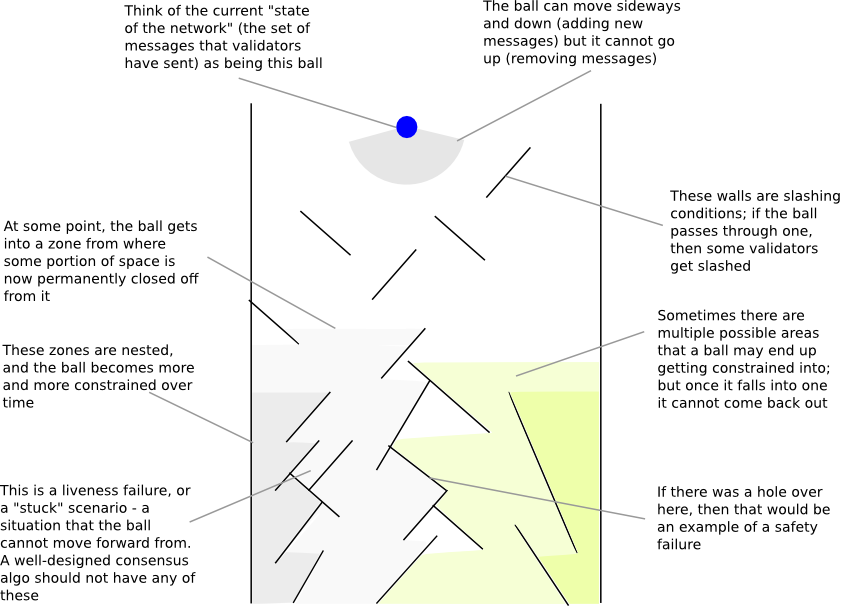 Think of the current "state
of the network" (the set of
messages that validators
have sent) as being this ball
The ball can move sideways
and down (adding new
messages) but it cannot go
up (removing messages)
These walls are slashing
conditions; if the ball
passes through one,
then some validators
get slashed
At some point, the ball gets
into a zone from where
some portion of space is
now permanently closed off
from it
Sometimes there are
multiple possible areas
that a ball may end up
getting constrained into;
but once it falls into one
it cannot come back out
These zones are nested,
and the ball becomes more
and more constrained over
time
This is a liveness failure, or
a "stuck" scenario - a
situation that the ball
cannot move forward from.
A well-designed consensus
algo should not have any of
these
If there was a hole over
here, then that would be
an example of a safety
failure